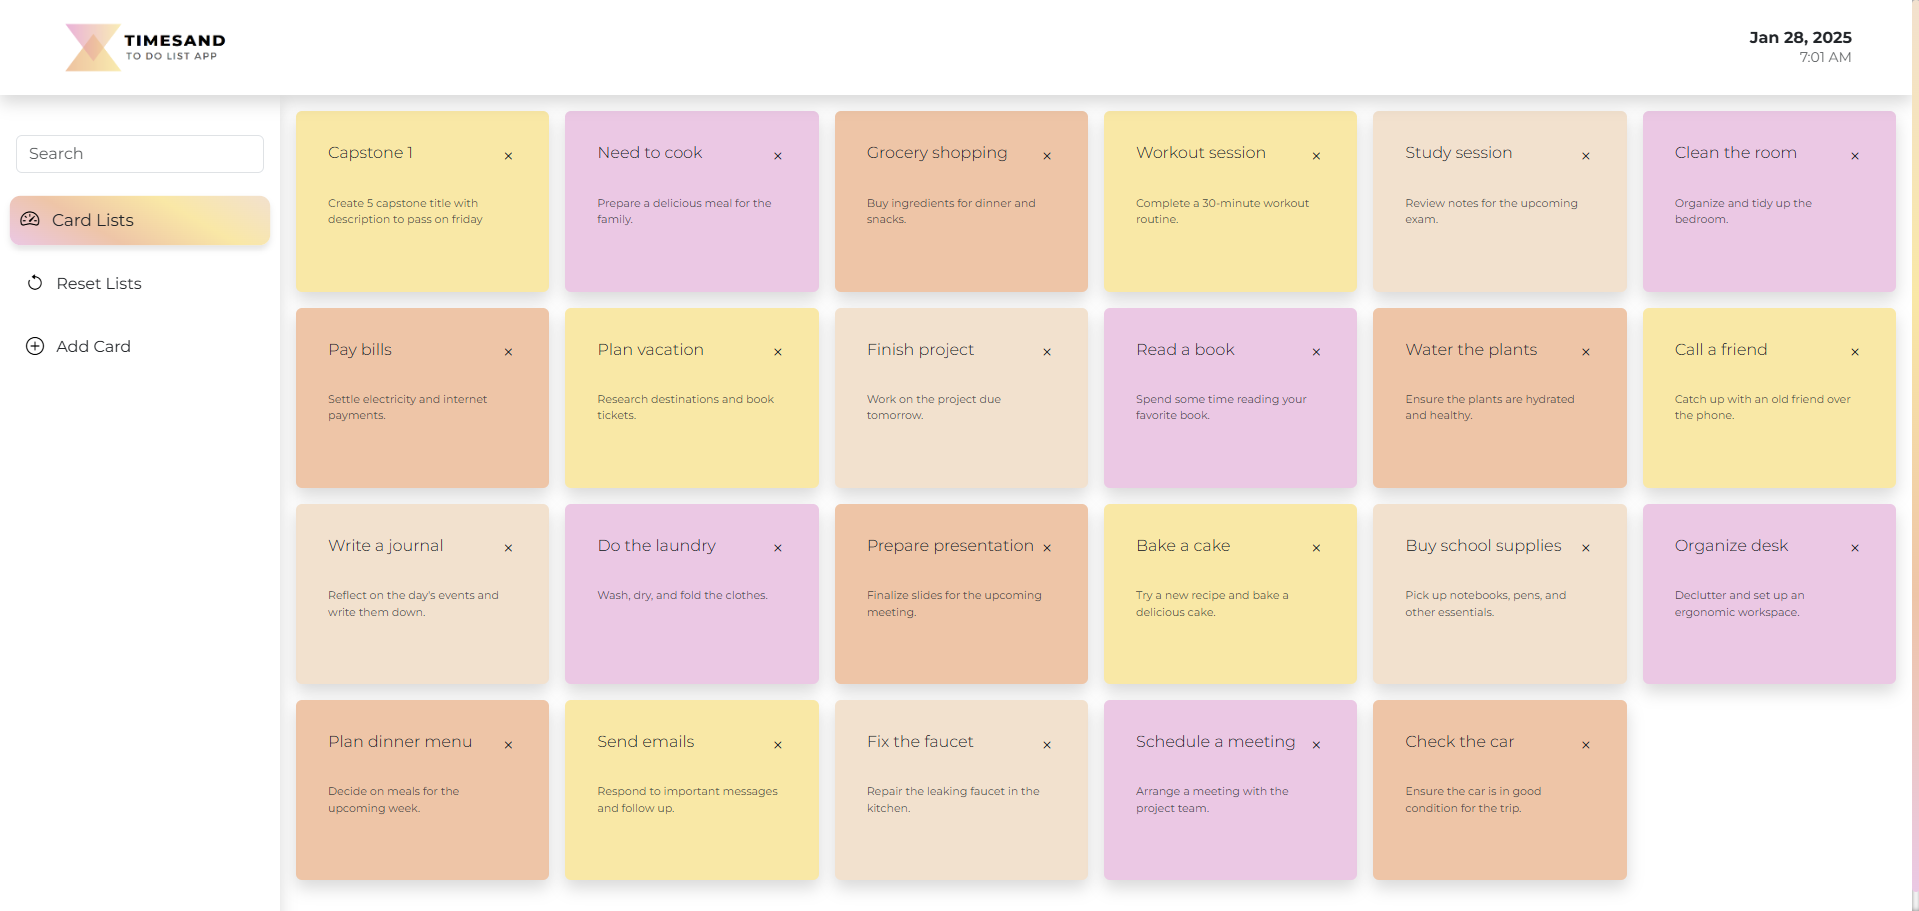 TIMESAND
TO DO LIST APP
Jan 28, 2025
7:01 AM
Search
Card Lists
Reset Lists
Add Card
Capstone 1 ×
Create 5 capstone title with
description to pass on friday
Need to cook ×
Prepare a delicious meal for the
family.
Grocery shopping ×
Buy ingredients for dinner and
snacks.
Workout session ×
Complete a 30-minute workout
routine.
Study session ×
Review notes for the upcoming
exam.
Clean the room ×
Organize and tidy up the
bedroom.
Pay bills ×
Settle electricity and internet
payments.
Plan vacation ×
Research destinations and book
tickets.
Finish project ×
Work on the project due
tomorrow.
Read a book ×
Spend some time reading your
favorite book.
Water the plants ×
Ensure the plants are hydrated
and healthy.
Call a friend ×
Catch up with an old friend over
the phone.
Write a journal ×
Reflect on the day's events and
write them down.
Do the laundry ×
Wash, dry, and fold the clothes.
Prepare presentation ×
Finalize slides for the upcoming
meeting.
Bake a cake ×
Try a new recipe and bake a
delicious cake.
Buy school supplies ×
Pick up notebooks, pens, and
other essentials.
Organize desk ×
Declutter and set up an
ergonomic workspace.
Plan dinner menu ×
Decide on meals for the
upcoming week.
Send emails ×
Respond to important messages
and follow up.
Fix the faucet ×
Repair the leaking faucet in the
kitchen.
Schedule a meeting ×
Arrange a meeting with the
project team.
Check the car ×
Ensure the car is in good
condition for the trip.